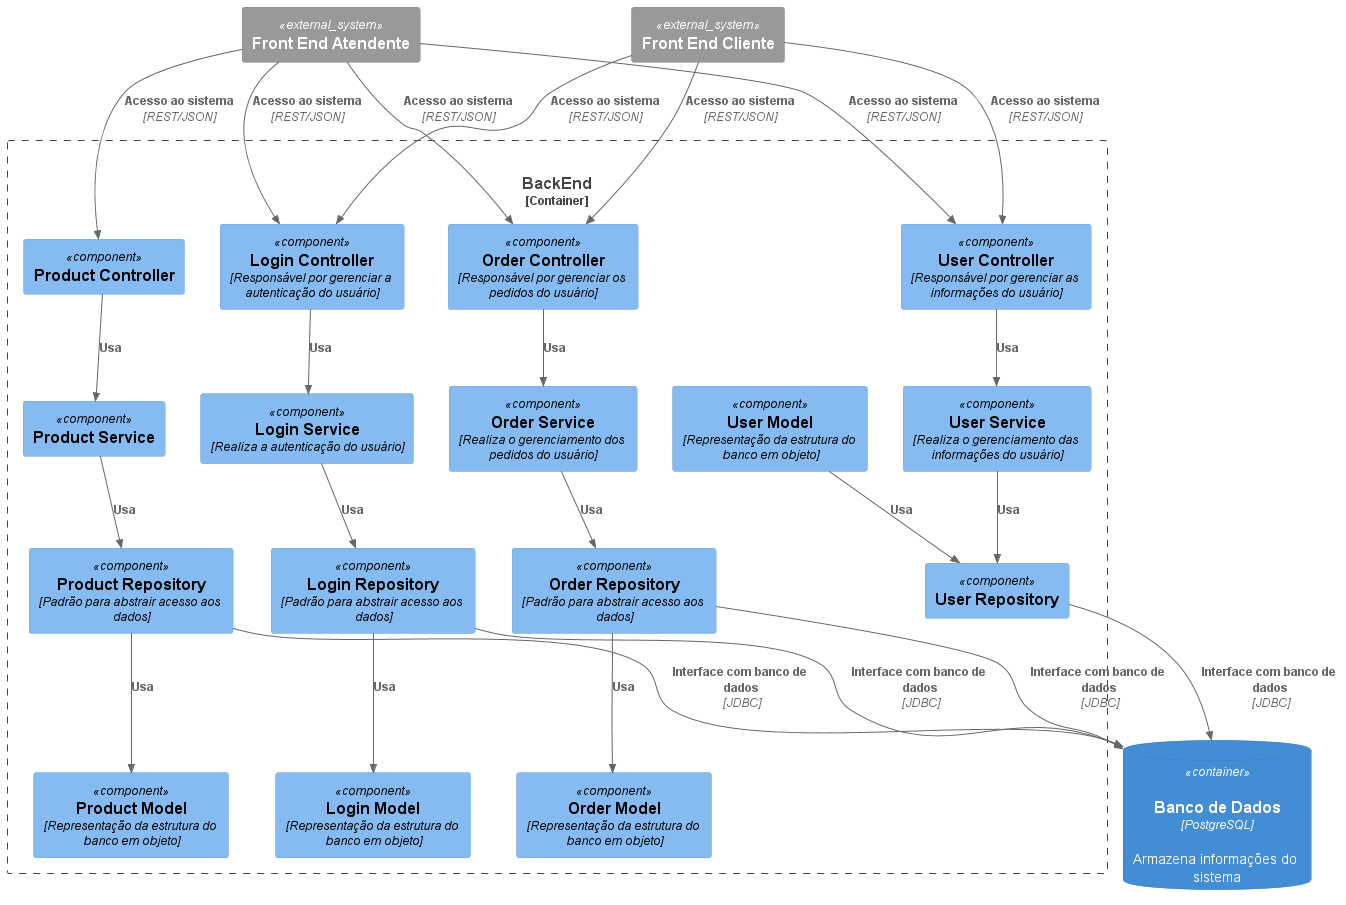 «external_system»
Front End Atendente
«external_system»
Front End Cliente
Acesso ao sistema
[REST/JSON]
Acesso ao sistema
[REST/JSON]
Acesso ao sistema
[REST/JSON]
Acesso ao sistema
[REST/JSON]
Acesso ao sistema
[REST/JSON]
Acesso ao sistema
[REST/JSON]
Acesso ao sistema
[REST/JSON]
BackEnd
[Container]
«component»
Product Controller
«component»
Login Controller
[Responsável por gerenciar a
autenticação do usuário]
«component»
Order Controller
[Responsável por gerenciar os
pedidos do usuário]
«component»
User Controller
[Responsável por gerenciar as
informações do usuário]
Usa
Usa
Usa
Usa
«component»
Product Service
«component»
Login Service
[Realiza a autenticação do usuário]
«component»
Order Service
[Realiza o gerenciamento dos
pedidos do usuário]
«component»
User Model
[Representação da estrutura do
banco em objeto]
«component»
User Service
[Realiza o gerenciamento das
informações do usuário]
Usa
Usa
Usa
Usa
Usa
«component»
Product Repository
[Padrão para abstrair acesso aos
dados]
«component»
Login Repository
[Padrão para abstrair acesso aos
dados]
«component»
Order Repository
[Padrão para abstrair acesso aos
dados]
«component»
User Repository
Usa
Usa
Usa
Interface com banco de
dados
[JDBC]
Interface com banco de
dados
[JDBC]
Interface com banco de
dados
[JDBC]
Interface com banco de
dados
[JDBC]
«component»
Product Model
[Representação da estrutura do
banco em objeto]
«component»
Login Model
[Representação da estrutura do
banco em objeto]
«component»
Order Model
[Representação da estrutura do
banco em objeto]
«container»
Banco de Dados
[PostgreSQL]
Armazena informações do
sistema